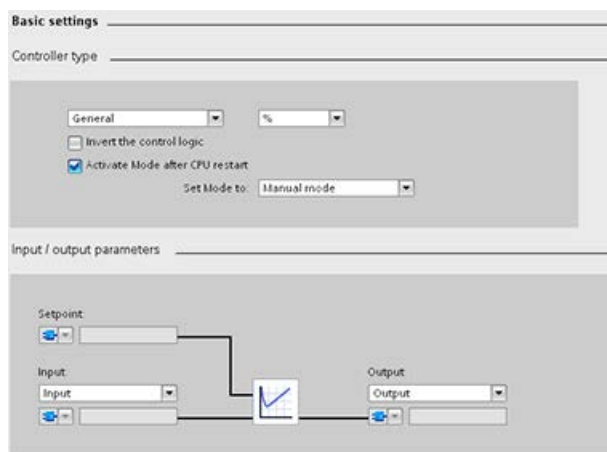 Basic settings
Controller type
General %
Invert the control logic
Activate Mode after CPU restart
Set Mode to: Manual mode
Input / output parameters
Setpoint:
Input: Output:
Input Output